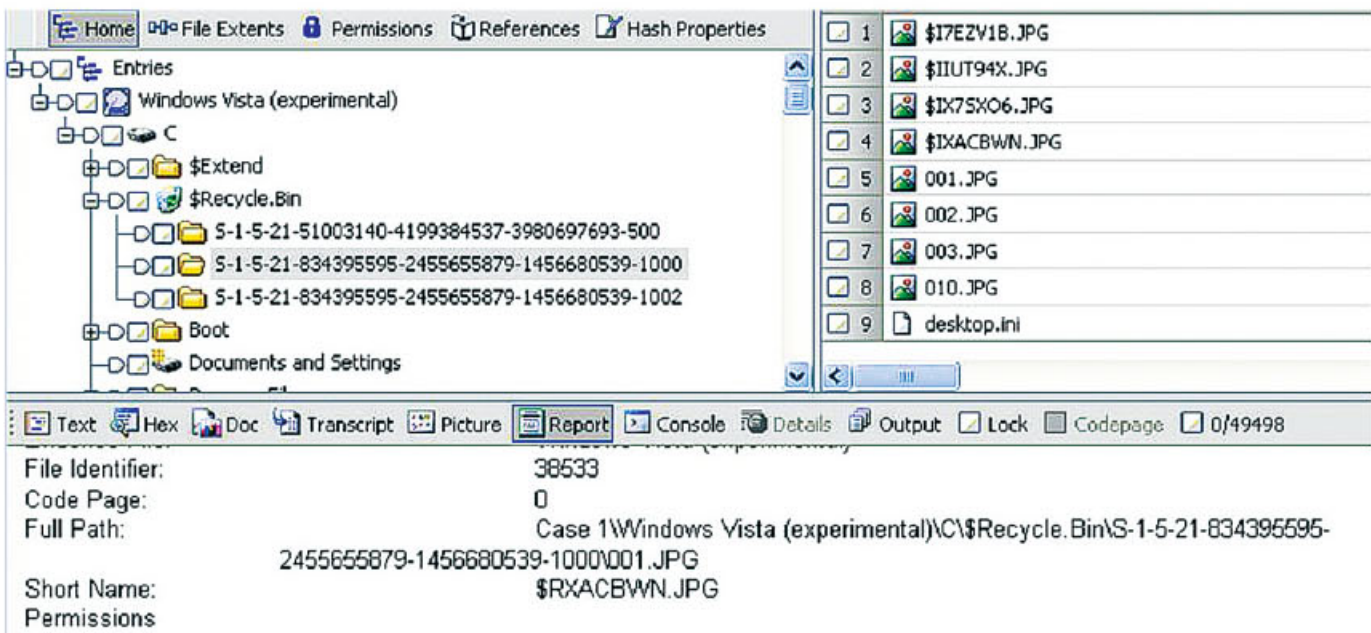 Home File Extents Permissions References Hash Properties
Entries
Windows Vista (experimental)
C
$Extend
$Recycle.Bin
S-1-5-21-51003140-4199384537-3980697693-500
S-1-5-21-834395595-2455655879-1456680539-1000
S-1-5-21-834395595-2455655879-1456680539-1002
Boot
Documents and Settings
1 $I7EZV1B.JPG
2 $IIUT94X.JPG
3 $IX7SXO6.JPG
4 $IXACBWN.JPG
5 001.JPG
6 002.JPG
7 003.JPG
8 010.JPG
9 desktop.ini
Text Hex Doc Transcript Picture Report Console Details Output Lock Codepage 0/49498
File Identifier: 38533
Code Page: 0
Full Path: Case 1\Windows Vista (experimental)\C\$Recycle.Bin\S-1-5-21-834395595-
2455655879-1456680539-1000\001.JPG
Short Name: $RXACBWN.JPG
Permissions